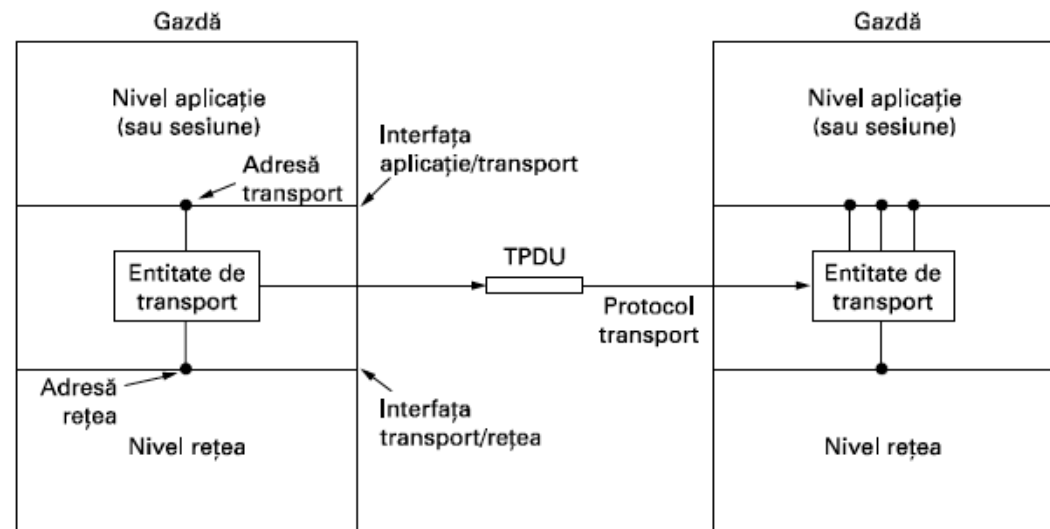 Gazdă
Gazdă
Nivel aplicație
(sau sesiune)
Nivel aplicație
(sau sesiune)
Interfața
aplicație/transport
Adresă
transport
TPDU
Entitate de
transport
Entitate de
transport
Protocol
transport
Adresă
rețea
Interfața
transport/rețea
Nivel rețea
Nivel rețea